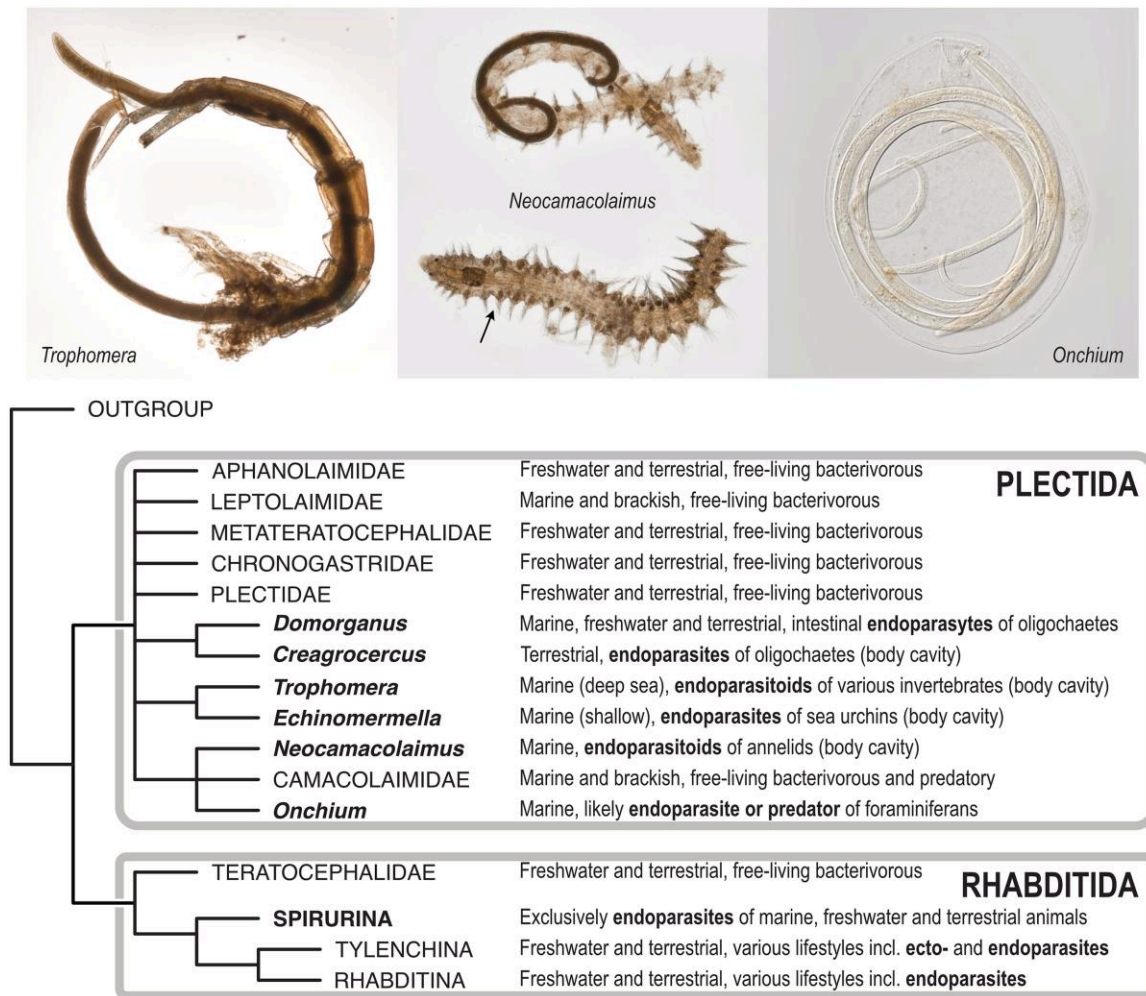 Trophomera
Neocamacolaimus
Onchium
OUTGROUP
PLECTIDA
APHANOLAIMIDAE Freshwater and terrestrial, free-living bacterivorous
LEPTOLAIMIDAE Marine and brackish, free-living bacterivorous
METATERATOCEPHALIDAE Freshwater and terrestrial, free-living bacterivorous
CHRONOGASTRIDAE Freshwater and terrestrial, free-living bacterivorous
PLECTIDAE Freshwater and terrestrial, free-living bacterivorous
Domorganus Marine, freshwater and terrestrial, intestinal endoparasytes of oligochaetes
Creagrocercus Terrestrial, endoparasites of oligochaetes (body cavity)
Trophomera Marine (deep sea), endoparasitoids of various invertebrates (body cavity)
Echinomermella Marine (shallow), endoparasites of sea urchins (body cavity)
Neocamacolaimus Marine, endoparasitoids of annelids (body cavity)
CAMACOLAIMIDAE Marine and brackish, free-living bacterivorous and predatory
Onchium Marine, likely endoparasite or predator of foraminiferans
TERATOCEPHALIDAE Freshwater and terrestrial, free-living bacterivorous
RHABDITIDA
SPIRURINA Exclusively endoparasites of marine, freshwater and terrestrial animals
TYLENCHINA Freshwater and terrestrial, various lifestyles incl. ecto- and endoparasites
RHABDITINA Freshwater and terrestrial, various lifestyles incl. endoparasites